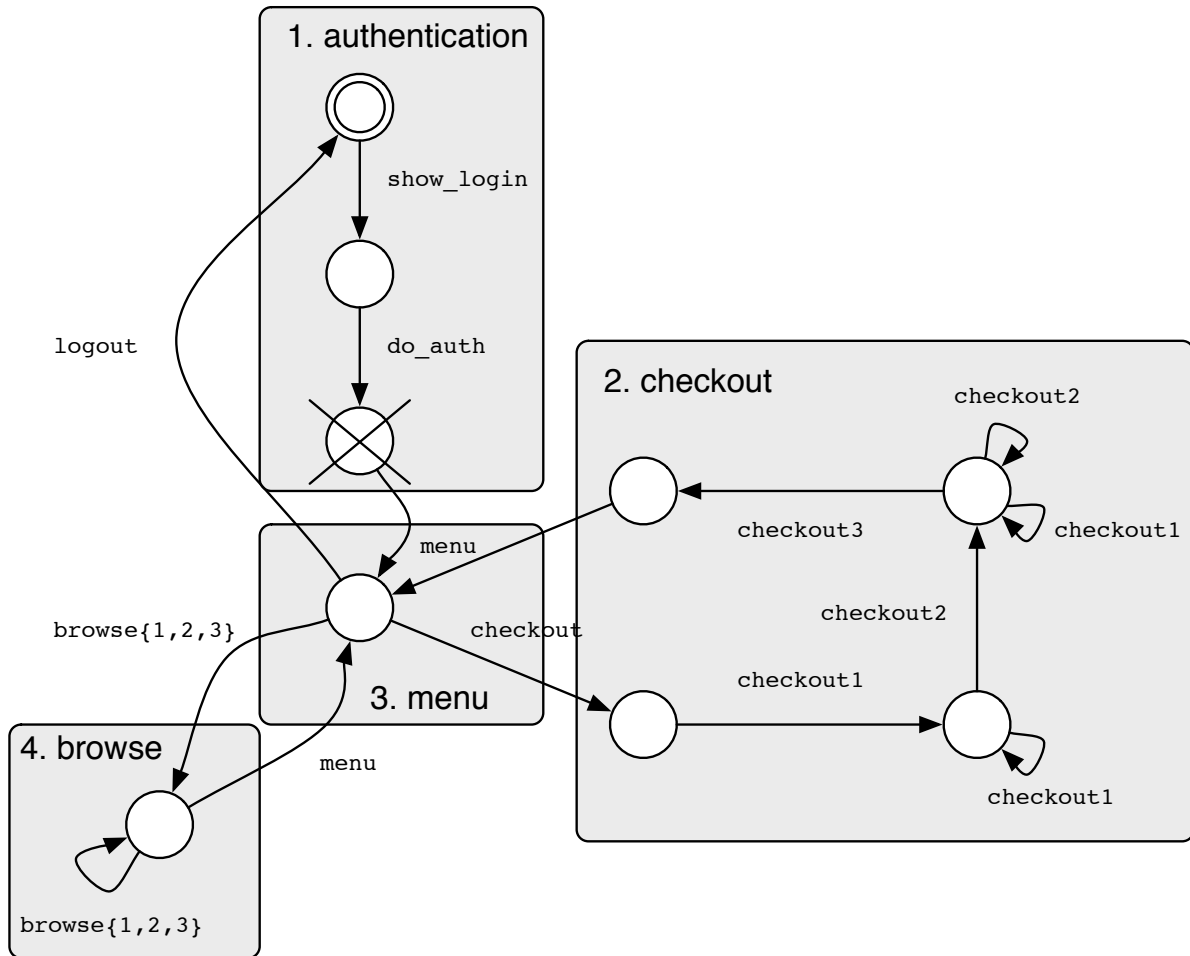 1. authentication
show_login
logout
do_auth
2. checkout
checkout2
checkout3
checkout1
menu
checkout2
browse{1,2,3}
checkout
checkout1
3. menu
4. browse
menu
checkout1
browse{1,2,3}